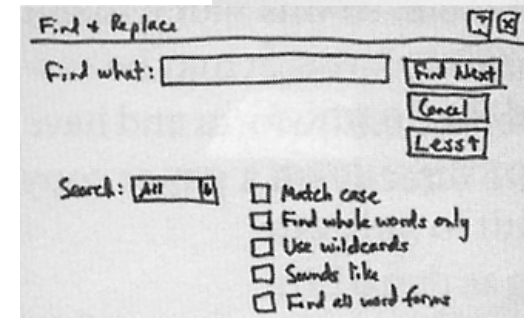 Find & Replace ? X
Find what: Find Next
Cancel
Less↑
Search: All ↓
Match case
Find whole words only
Use wildcards
Sounds like
Find all word forms